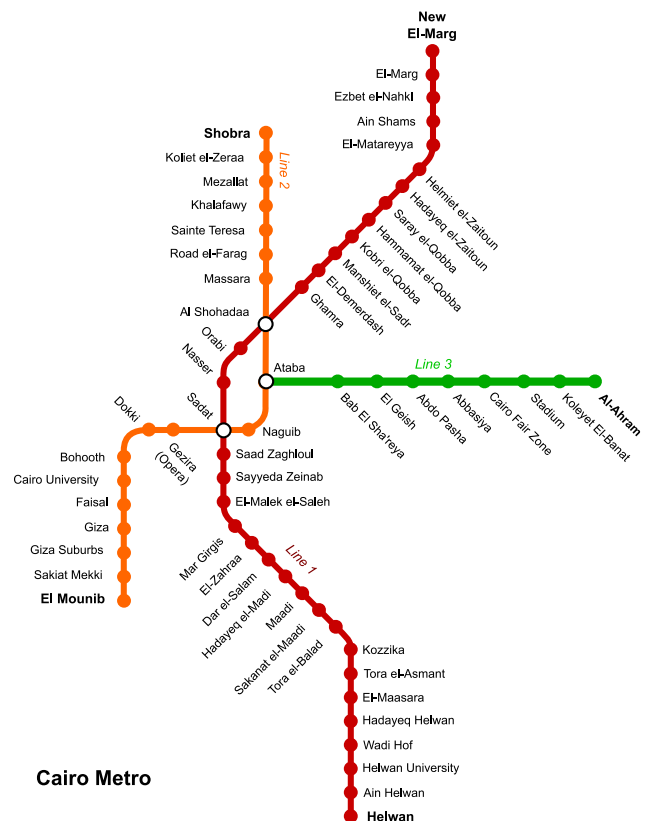 New
El-Marg
El-Marg
Ezbet el-Nahkl
Ain Shams
El-Matareyya
Helmiet el-Zaitoun
Hadayeq el-Zaitoun
Saray el-Qobba
Hammamat el-Qobba
Kobri el-Qobba
Manshiet el-Sadr
El-Demerdash
Ghamra
Shobra
Line 2
Koliet el-Zeraa
Mezallat
Khalafawy
Sainte Teresa
Road el-Farag
Massara
Al Shohadaa
Orabi
Nasser
Ataba
Line 3
Bab El Sha'reya
El Geish
Abdo Pasha
Abbasiya
Cairo Fair Zone
Stadium
Koleyet El-Banat
Al-Ahram
Sadat
Naguib
Dokki
Gezira
(Opera)
Bohooth
Cairo University
Faisal
Giza
Giza Suburbs
Sakiat Mekki
El Mounib
Saad Zaghloul
Sayyeda Zeinab
El-Malek el-Saleh
Line 1
Mar Girgis
El-Zahraa
Dar el-Salam
Hadayeq el-Madi
Maadi
Sakanat el-Maadi
Tora el-Balad
Kozzika
Tora el-Asmant
El-Maasara
Hadayeq Helwan
Wadi Hof
Helwan University
Ain Helwan
Helwan
Cairo Metro